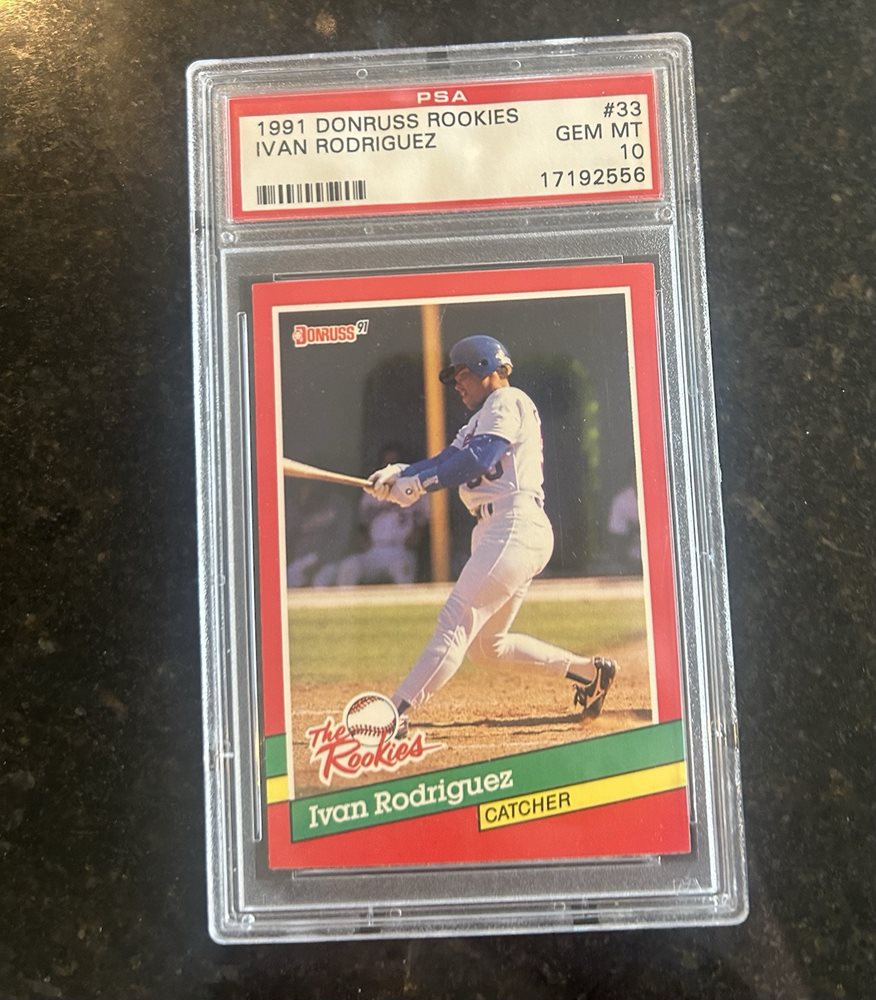 PSA
1991 DONRUSS ROOKIES #33
IVAN RODRIGUEZ GEM MT
10
17192556
DONRUSS 91
The
Rookies
Ivan Rodriguez
CATCHER